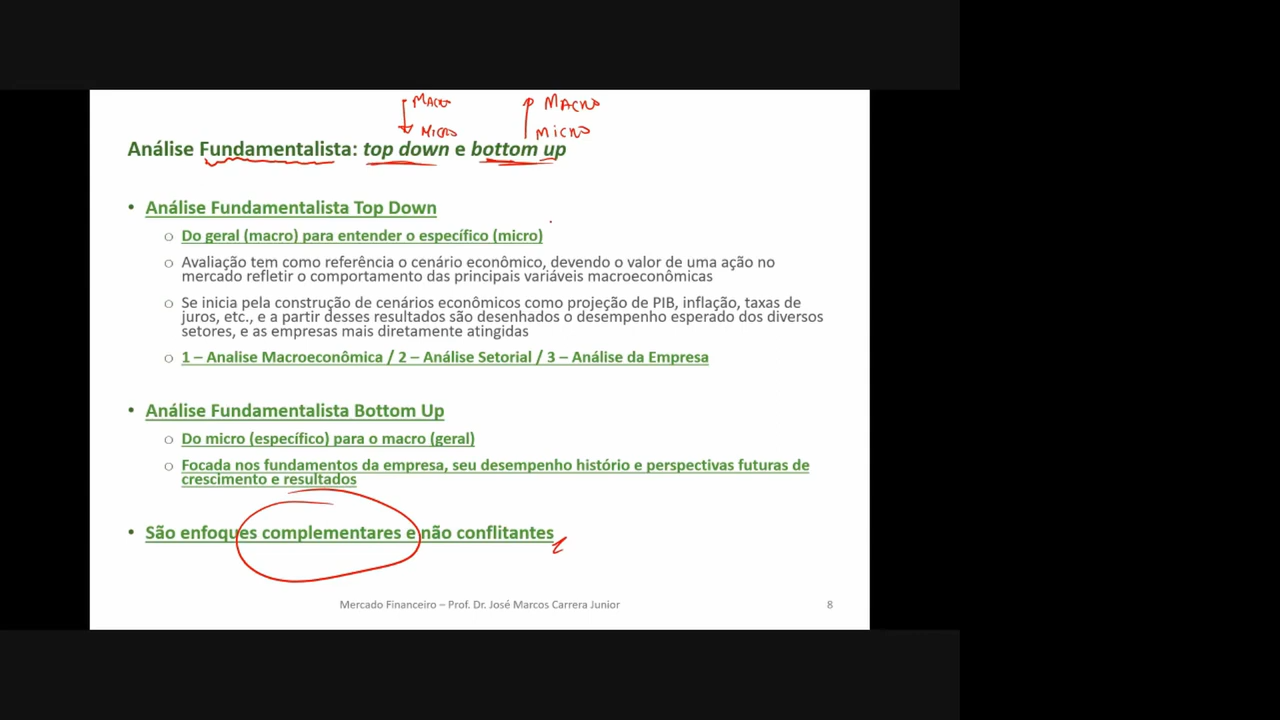 MACRO MACRO
MICRO MICRO
Análise Fundamentalista: top down e bottom up
• Análise Fundamentalista Top Down
○ Do geral (macro) para entender o específico (micro)
○ Avaliação tem como referência o cenário econômico, devendo o valor de uma ação no
mercado refletir o comportamento das principais variáveis macroeconômicas
○ Se inicia pela construção de cenários econômicos como projeção de PIB, inflação, taxas de
juros, etc., e a partir desses resultados são desenhados o desempenho esperado dos diversos
setores, e as empresas mais diretamente atingidas
○ 1 – Analise Macroeconômica / 2 – Análise Setorial / 3 – Análise da Empresa
• Análise Fundamentalista Bottom Up
○ Do micro (específico) para o macro (geral)
○ Focada nos fundamentos da empresa, seu desempenho histório e perspectivas futuras de
crescimento e resultados
• São enfoques complementares e não conflitantes
Mercado Financeiro – Prof. Dr. José Marcos Carrera Junior 8